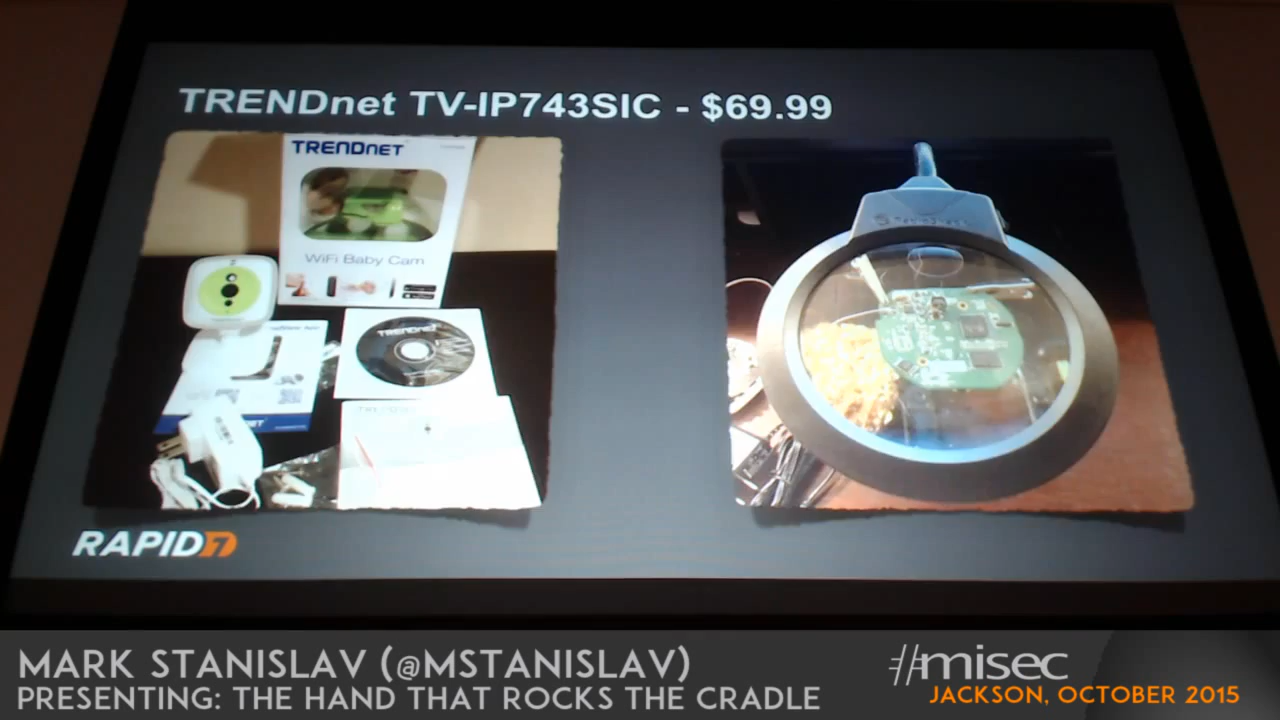 TRENDnet TV-IP743SIC - $69.99
TRENDNET
WiFi Baby Cam
TRENDNET
RAPID7
MARK STANISLAV (@MSTANISLAV)
PRESENTING: THE HAND THAT ROCKS THE CRADLE
#misec
JACKSON, OCTOBER 2015